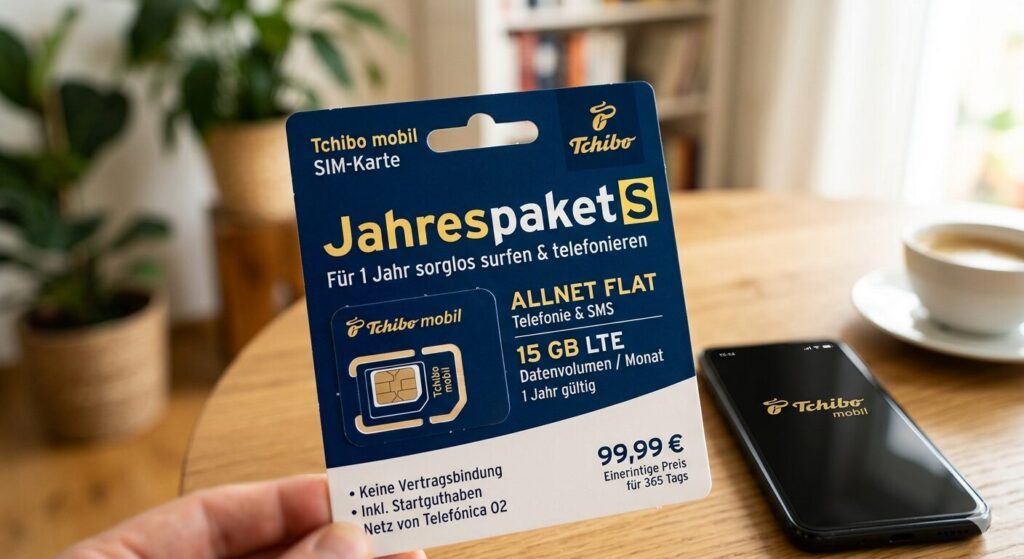 Tchibo mobil
SIM-Karte
Tchibo
Jahrespaket S
Für 1 Jahr sorglos surfen & telefonieren
Tchibo mobil
Tchibo
mobil
ALLNET FLAT
Telefonie & SMS
15 GB LTE
Datenvolumen / Monat
1 Jahr gültig
99,99 €
Einerintige Preis
für 365 Tags
• Keine Vertragsbindung
• Inkl. Startguthaben
Netz von Telefónica O2
Tchibo
mobil